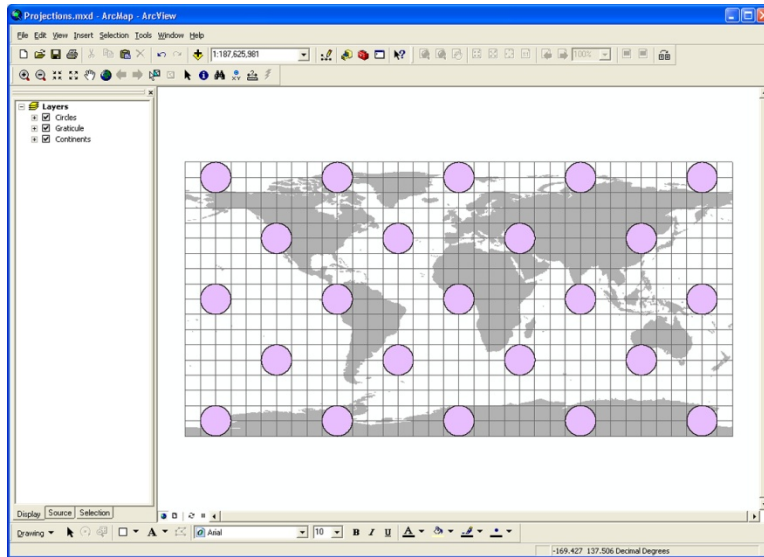 Projections.mxd - ArcMap - ArcView
File Edit View Insert Selection Tools Window Help
1:187,625,981
100%
Layers
Circles
Graticule
Continents
Display Source Selection
Drawing A Arial 10 B I U A
-169.427 137.506 Decimal Degrees